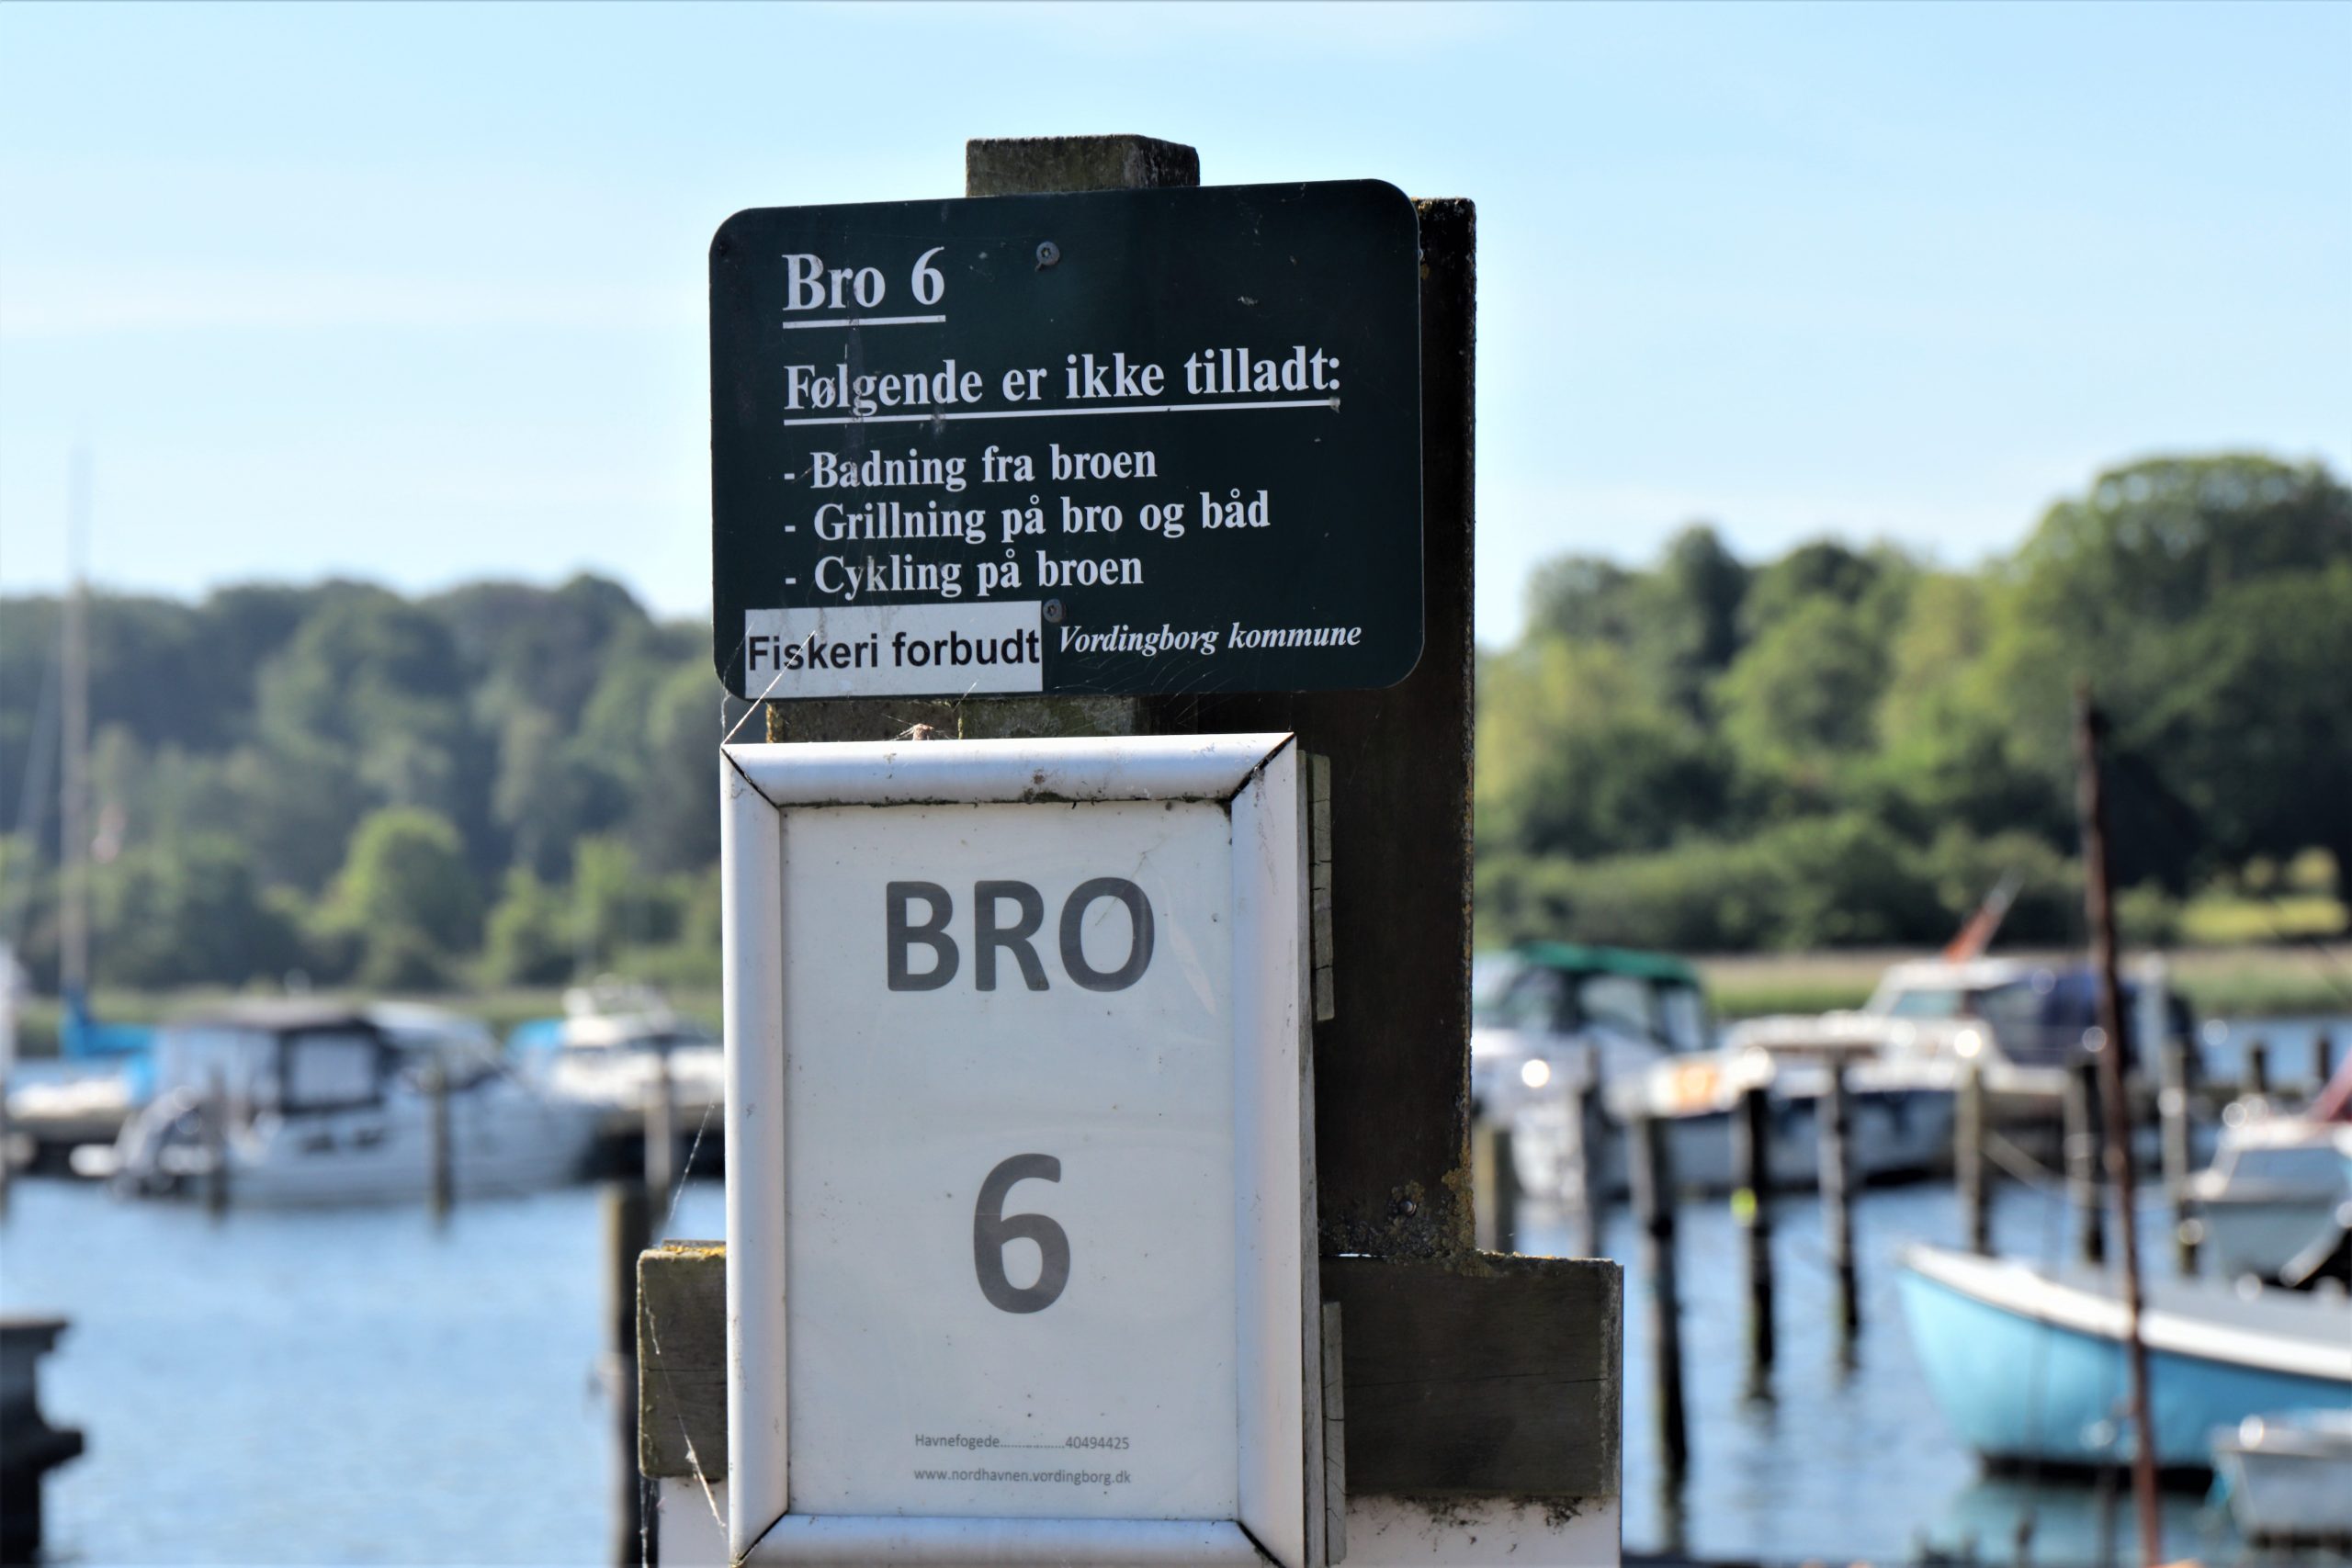 Bro 6
Følgende er ikke tilladt:
- Badning fra broen
- Grillning på bro og båd
- Cykling på broen
Fiskeri forbudt
Vordingborg kommune
BRO
6
Havnefogede..................40494425
www.nordhavnen.vordingborg.dk